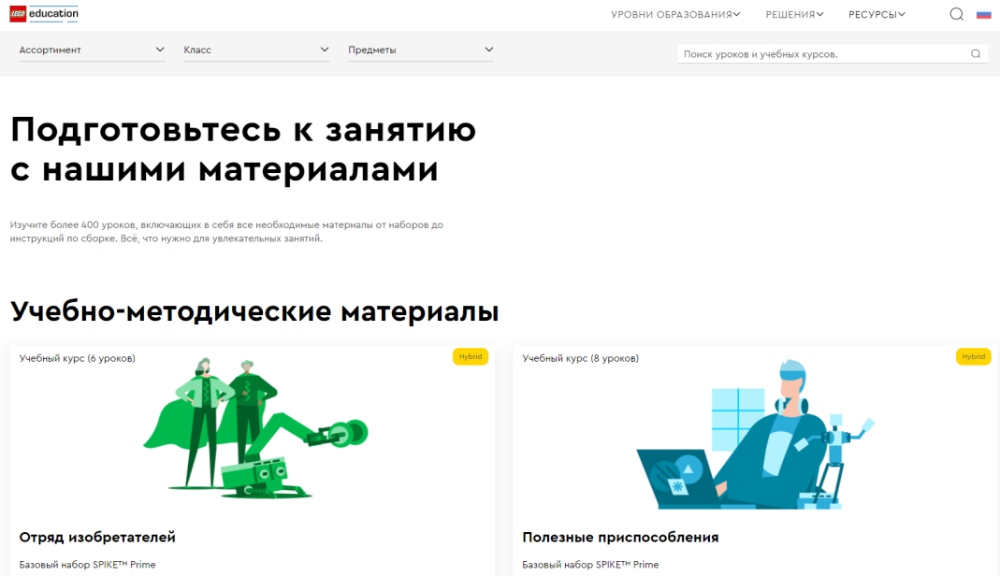 LEGO education
УРОВНИ ОБРАЗОВАНИЯ РЕШЕНИЯ РЕСУРСЫ
Ассортимент Класс Предметы Поиск уроков и учебных курсов.
Подготовьтесь к занятию
с нашими материалами
Изучите более 400 уроков, включающих в себя все необходимые материалы от наборов до
инструкций по сборке. Всё, что нужно для увлекательных занятий.
Учебно-методические материалы
Учебный курс (6 уроков) Hybrid
Учебный курс (8 уроков) Hybrid
Отряд изобретателей
Полезные приспособления
Базовый набор SPIKE™ Prime
Базовый набор SPIKE™ Prime